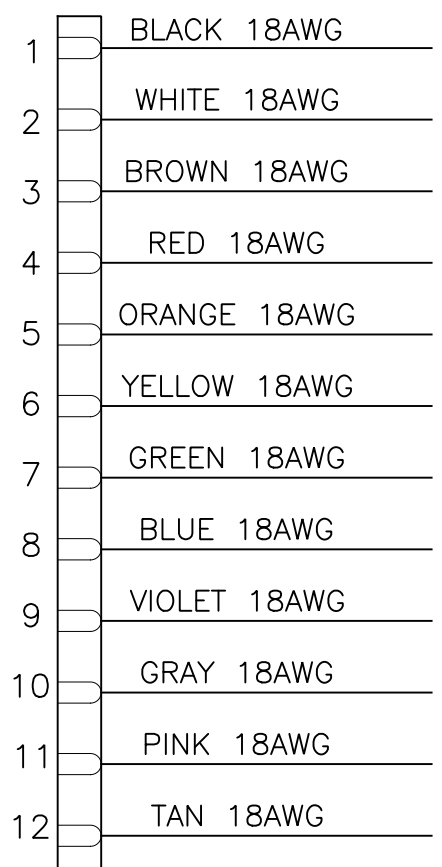 1 BLACK 18AWG
2 WHITE 18AWG
3 BROWN 18AWG
4 RED 18AWG
5 ORANGE 18AWG
6 YELLOW 18AWG
7 GREEN 18AWG
8 BLUE 18AWG
9 VIOLET 18AWG
10 GRAY 18AWG
11 PINK 18AWG
12 TAN 18AWG